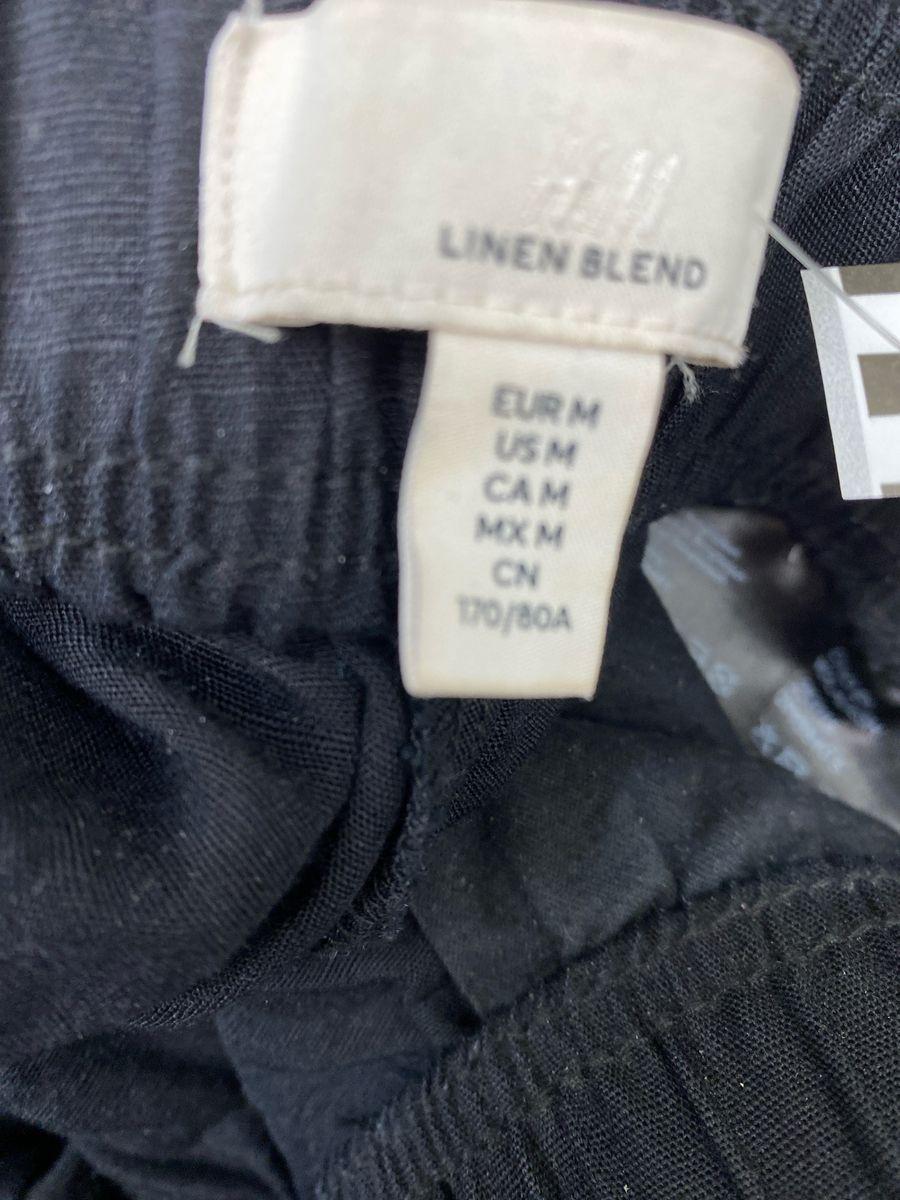 H&M
LINEN BLEND
EUR M
US M
CA M
MX M
CN
170/80A